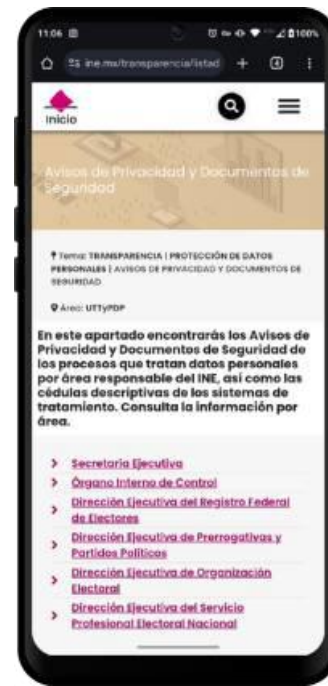 11:06
100%
ine.mx/transparencia/listad
4
Inicio
Avisos de Privacidad y Documentos de
Seguridad
Tema: TRANSPARENCIA | PROTECCIÓN DE DATOS
PERSONALES | AVISOS DE PRIVACIDAD Y DOCUMENTOS DE
SEGURIDAD
Área: UTTyPDP
En este apartado encontrarás los Avisos de
Privacidad y Documentos de Seguridad de
los procesos que tratan datos personales
por área responsable del INE, así como las
cédulas descriptivas de los sistemas de
tratamiento. Consulta la información por
área.
Secretaría Ejecutiva
Órgano Interno de Control
Dirección Ejecutiva del Registro Federal
de Electores
Dirección Ejecutiva de Prerrogativas y
Partidos Políticos
Dirección Ejecutiva de Organización
Electoral
Dirección Ejecutiva del Servicio
Profesional Electoral Nacional